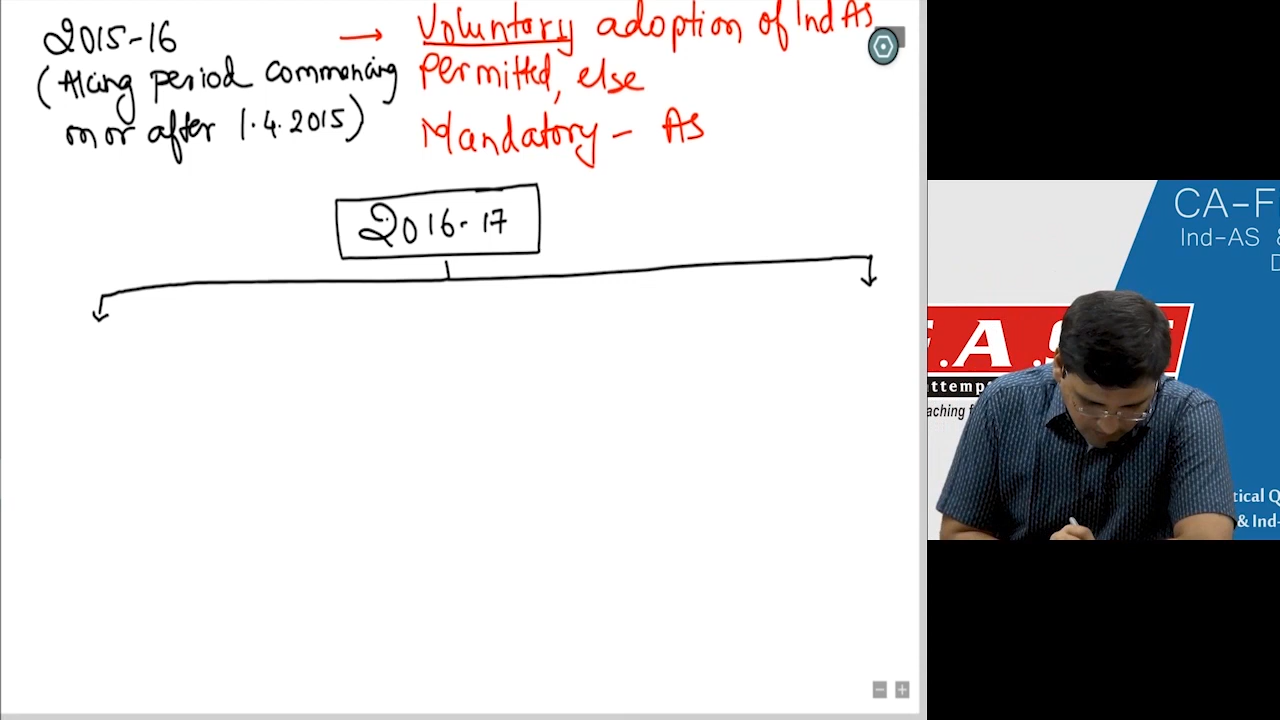 2015-16 → Voluntary adoption of Ind As
(A/cing period commencing Permitted, else
on or after 1.4.2015) Mandatory - As
2016-17
CA-F
Ind-AS &
D
.A.S
attemp
aching f
tical Q
& Ind-